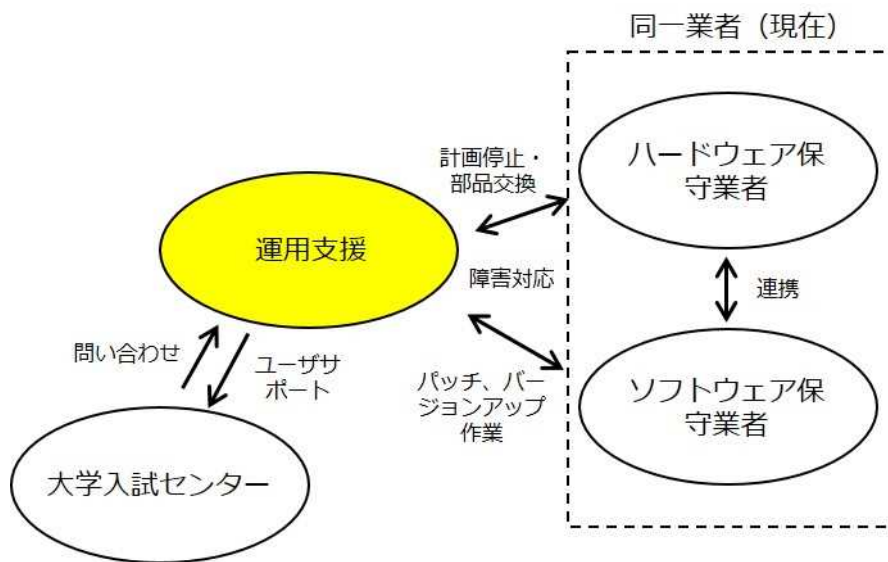 同一業者（現在）
計画停止・
部品交換
ハードウェア保
守業者
運用支援
障害対応
連携
問い合わせ
ユーザサ
ポート
パッチ、バー
ジョンアップ
作業
ソフトウェア保
守業者
大学入試センター